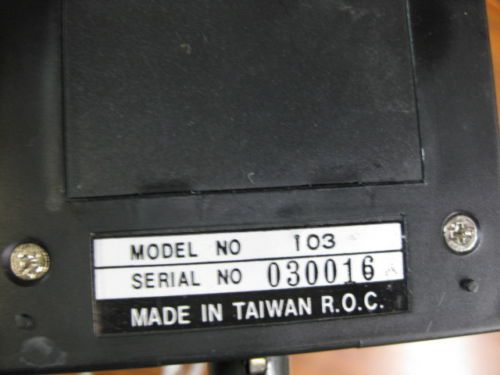 MODEL NO 103
SERIAL NO 030016
MADE IN TAIWAN R.O.C.